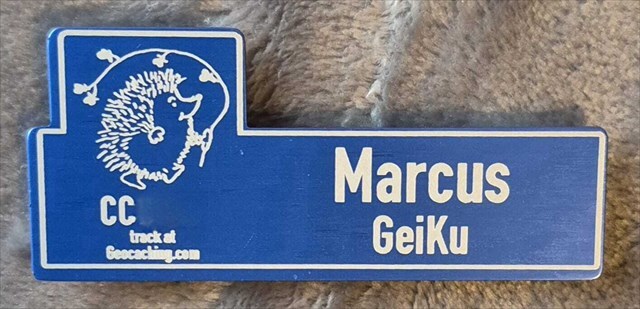 Marcus
GeiKu
CC
track at
Geocaching.com